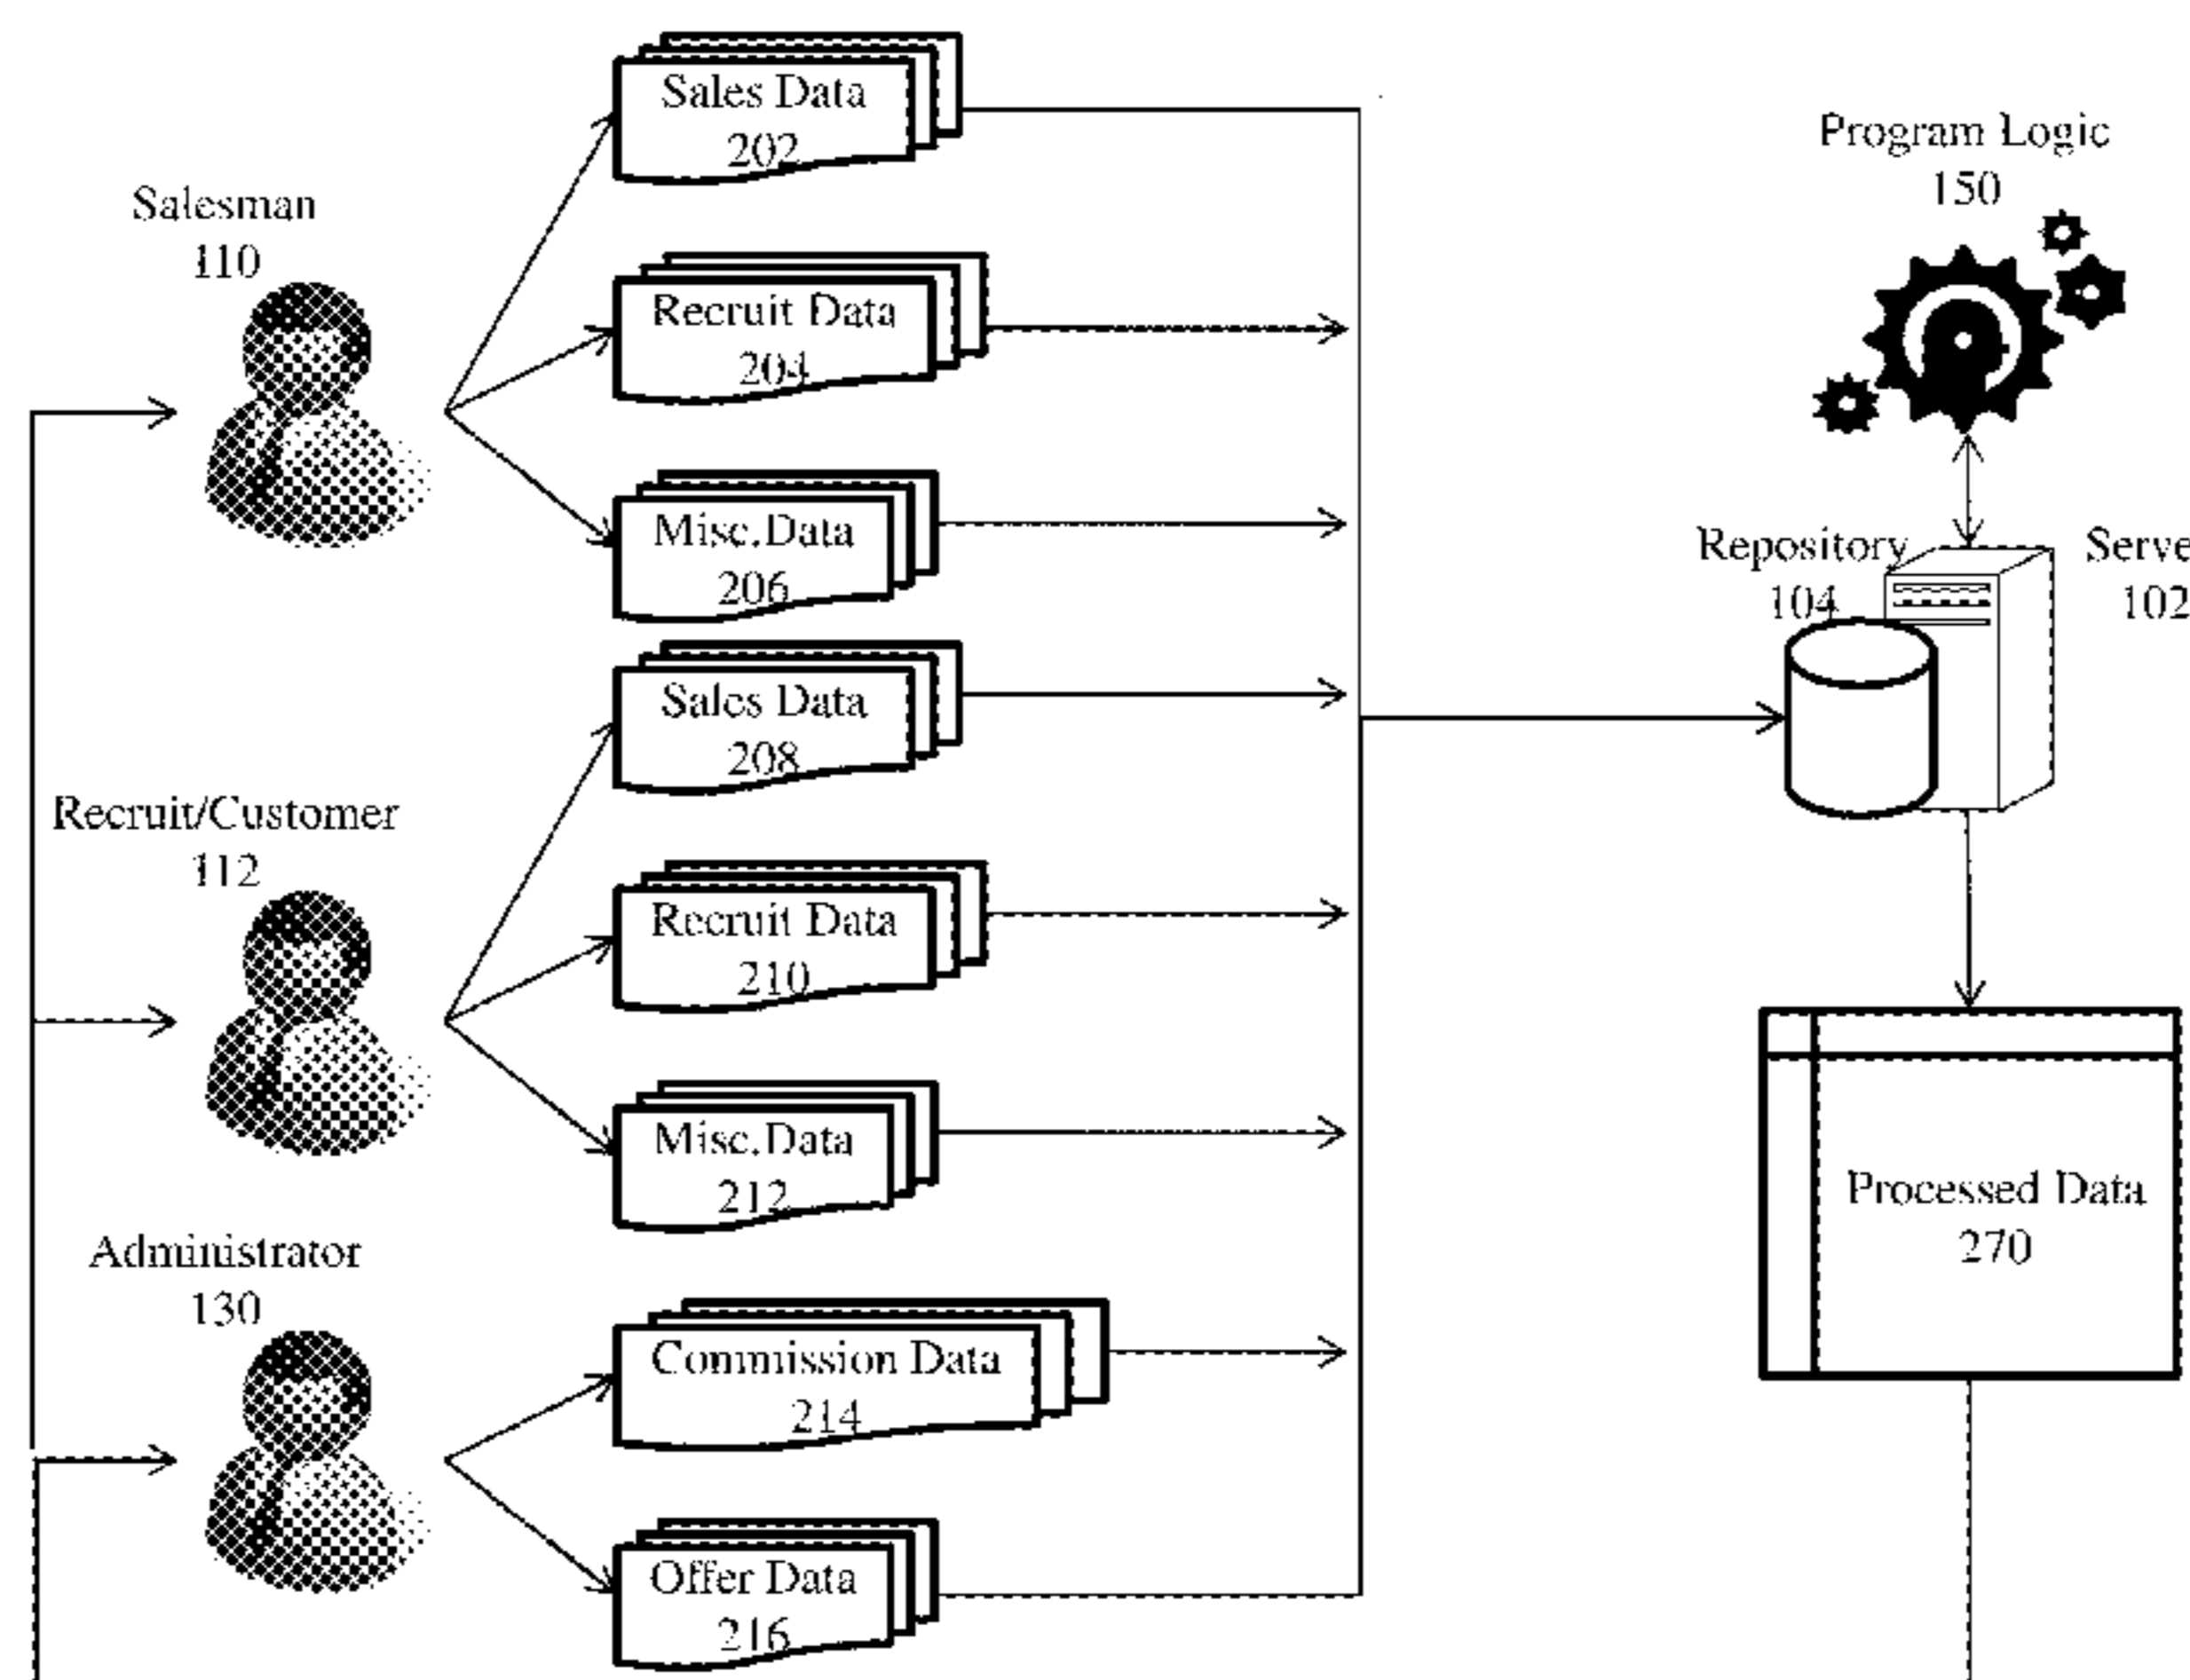 Sales Data
202
Program Logic
150
Salesman
110
Recruit Data
204
Misc.Data
206
Repository
104
Serve
102
Sales Data
208
Recruit/Customer
112
Recruit Data
210
Misc.Data
212
Processed Data
270
Administrator
130
Commission Data
214
Offer Data
216